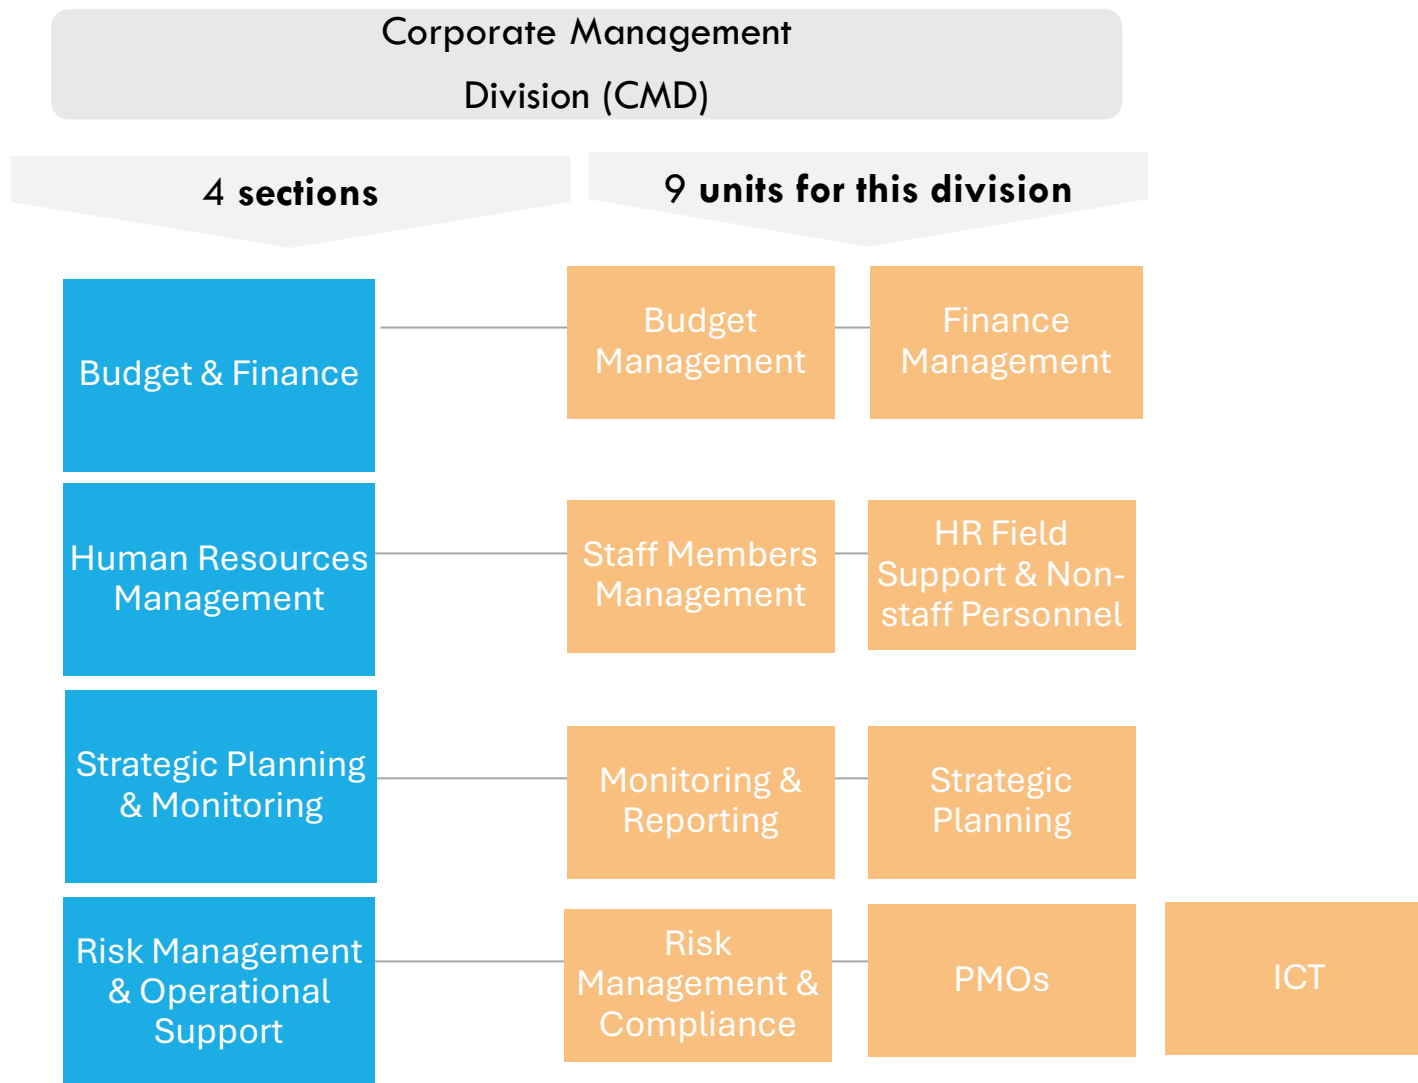 Corporate Management
Division (CMD)
4 sections
9 units for this division
Budget & Finance
Budget
Management
Finance
Management
Human Resources
Management
Staff Members
Management
HR Field
Support & Non-
staff Personnel
Strategic Planning
& Monitoring
Monitoring &
Reporting
Strategic
Planning
Risk Management
& Operational
Support
Risk
Management &
Compliance
PMOs
ICT